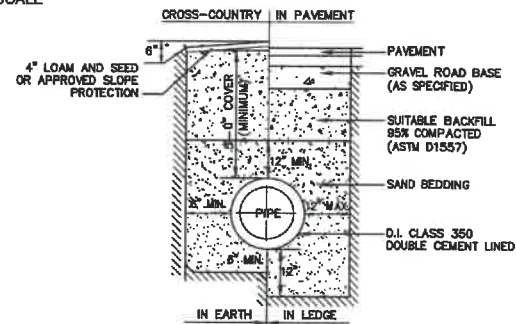 SCALE
CROSS-COUNTRY
IN PAVEMENT
6"
4" LOAM AND SEED
OR APPROVED SLOPE
PROTECTION
5'-0" COVER
(MINIMUM)
PAVEMENT
GRAVEL ROAD BASE
(AS SPECIFIED)
SUITABLE BACKFILL
95% COMPACTED
(ASTM D1557)
12" MIN.
SAND BEDDING
MIN.
PIPE
12" MAX.
D.I. CLASS 350
DOUBLE CEMENT LINED
6" MIN.
12"
IN EARTH
IN LEDGE